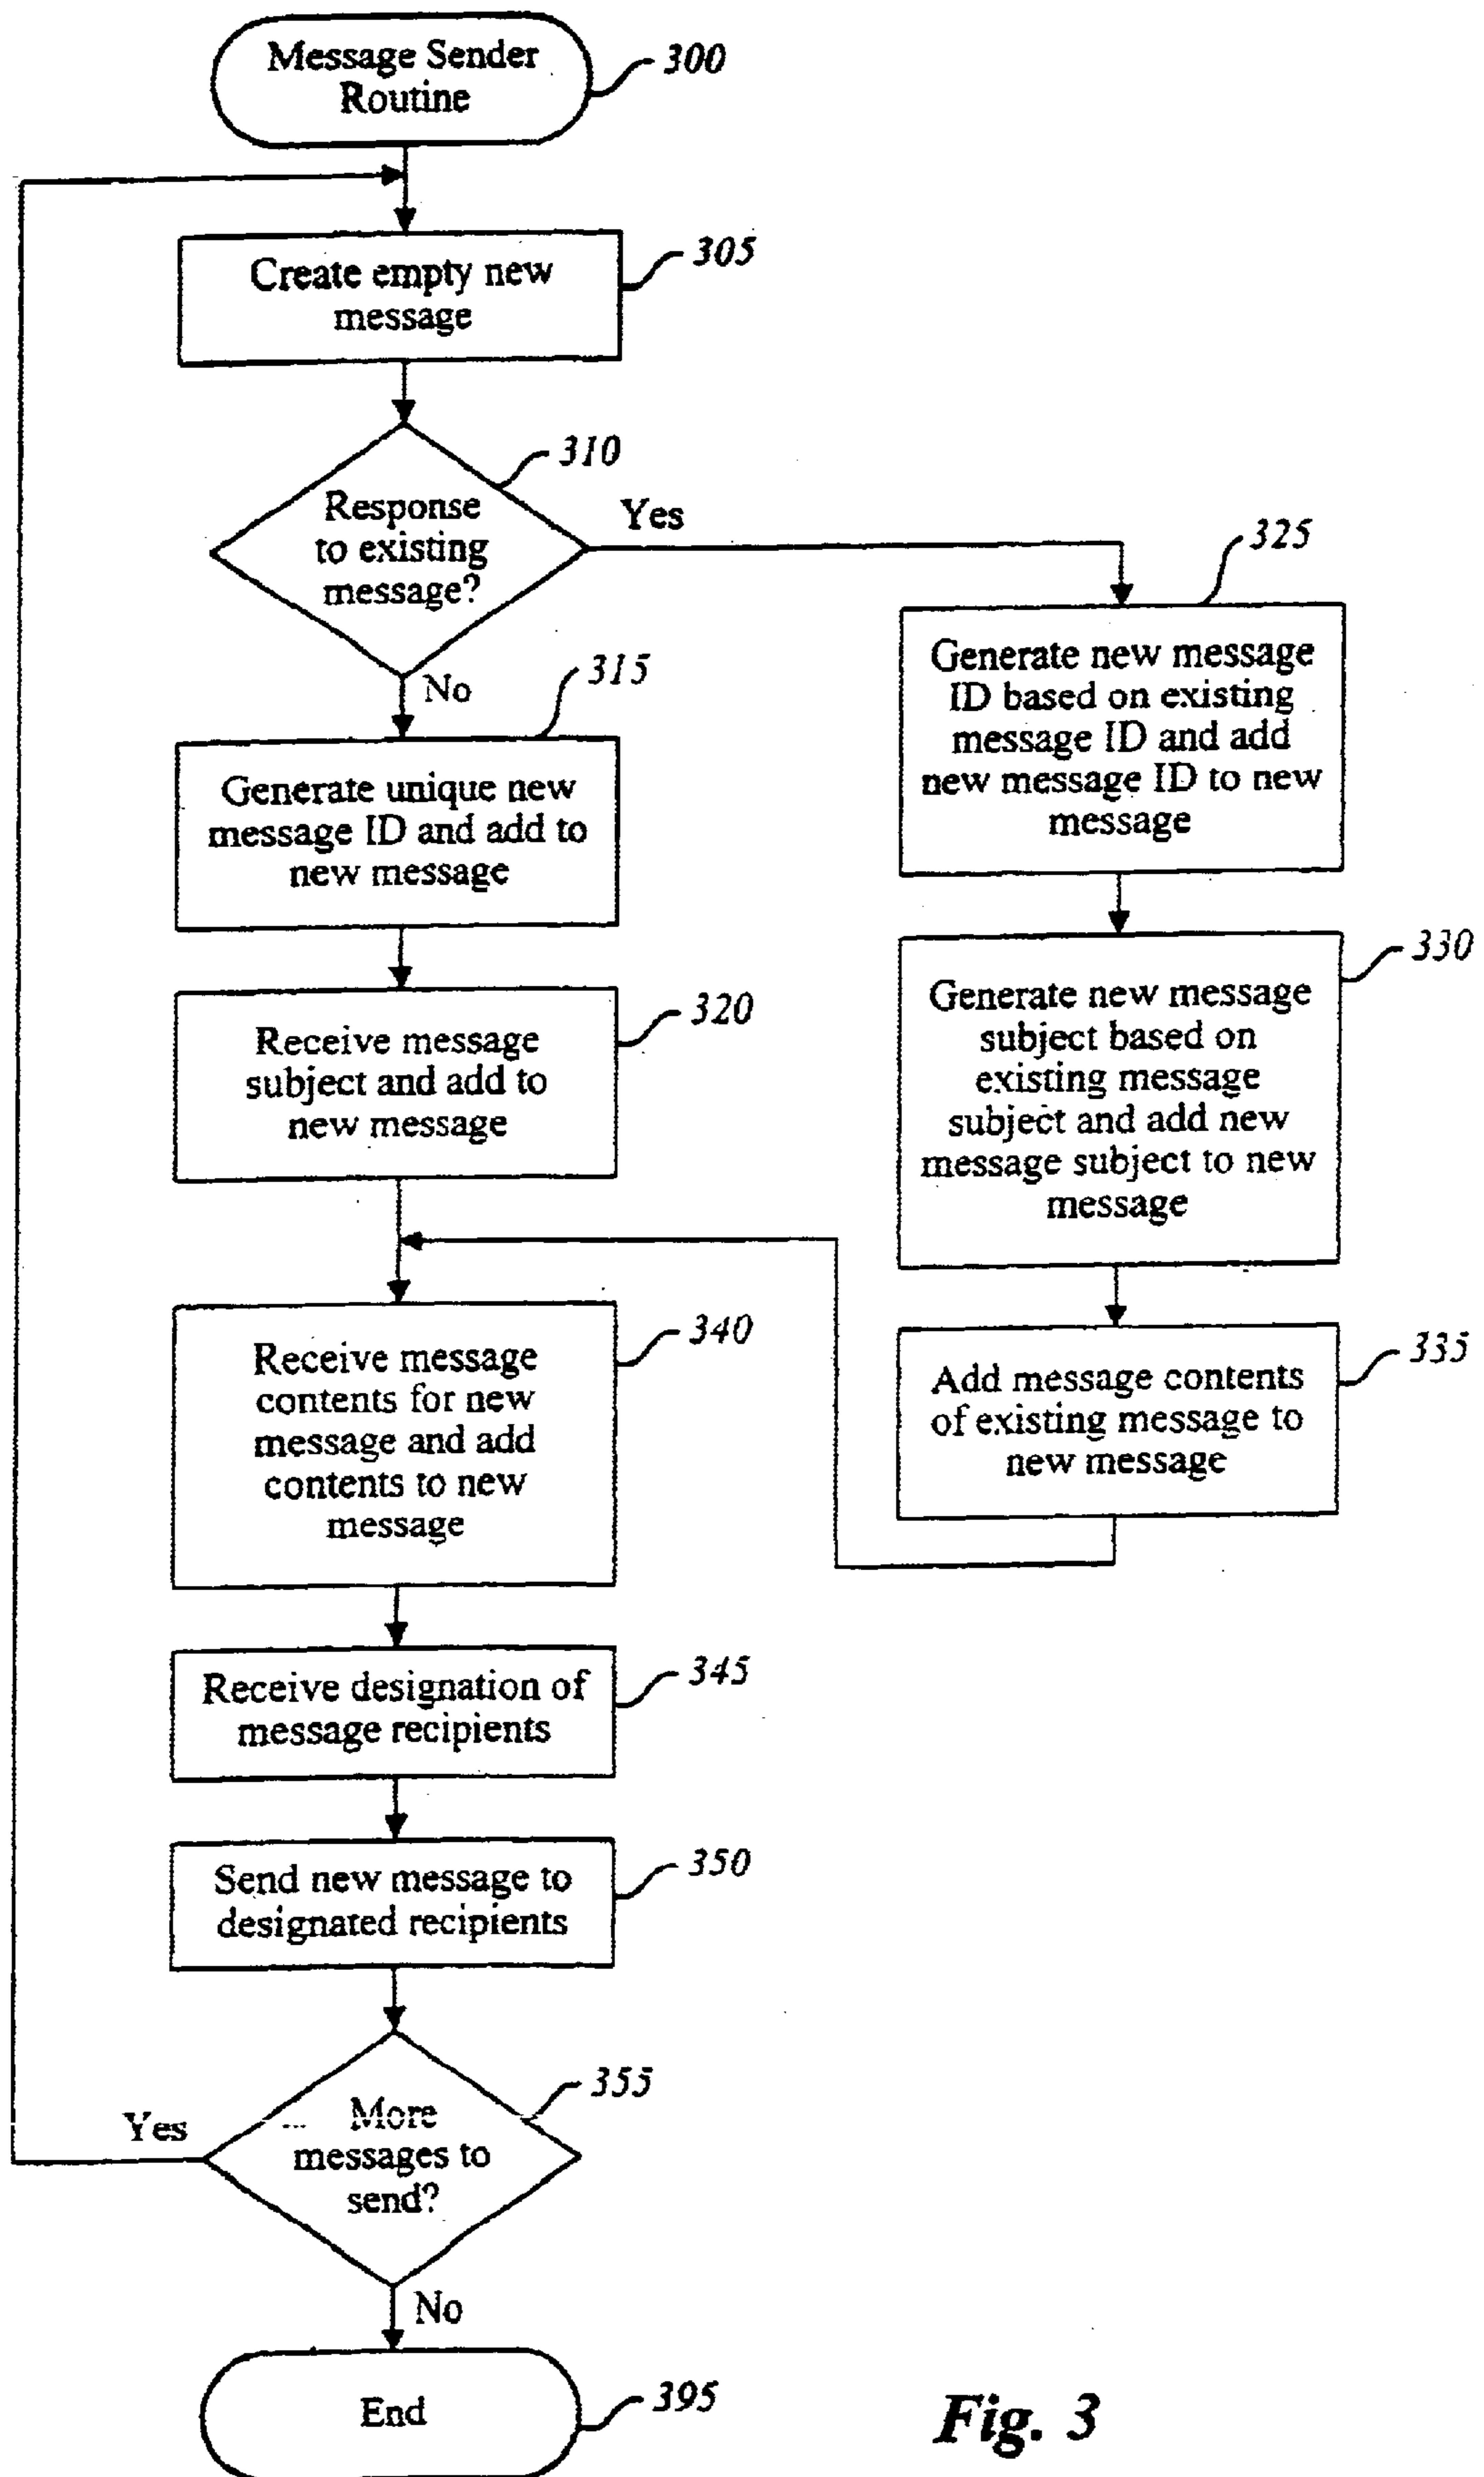 Message Sender
Routine
300
Create empty new
message
305
310
Response
to existing
message?
Yes
No
315
Generate unique new
message ID and add to
new message
325
Generate new message
ID based on existing
message ID and add
new message ID to new
message
320
Receive message
subject and add to
new message
330
Generate new message
subject based on
existing message
subject and add new
message subject to new
message
335
Add message contents
of existing message to
new message
340
Receive message
contents for new
message and add
contents to new
message
345
Receive designation of
message recipients
350
Send new message to
designated recipients
355
More
messages to
send?
Yes
No
End
395
Fig. 3